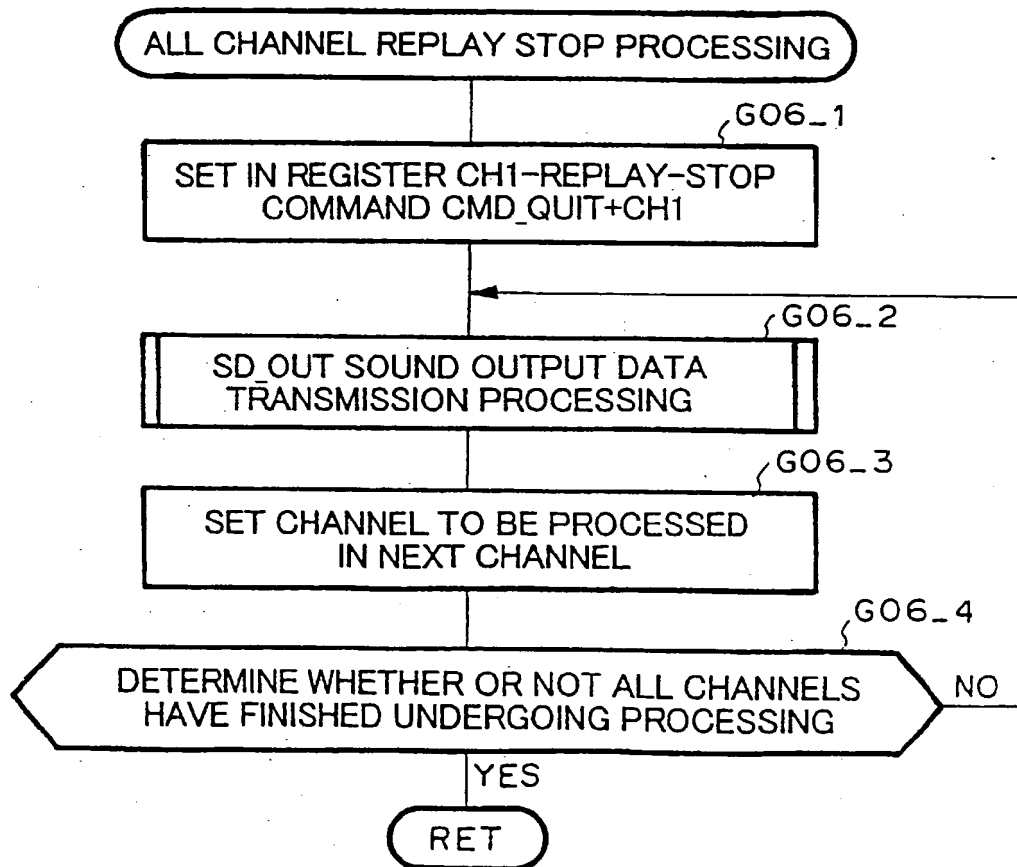 ALL CHANNEL REPLAY STOP PROCESSING
G06_1
SET IN REGISTER CH1-REPLAY-STOP
COMMAND CMD_QUIT+CH1
G06_2
SD_OUT SOUND OUTPUT DATA
TRANSMISSION PROCESSING
G06_3
SET CHANNEL TO BE PROCESSED
IN NEXT CHANNEL
G06_4
DETERMINE WHETHER OR NOT ALL CHANNELS
HAVE FINISHED UNDERGOING PROCESSING
NO
YES
RET